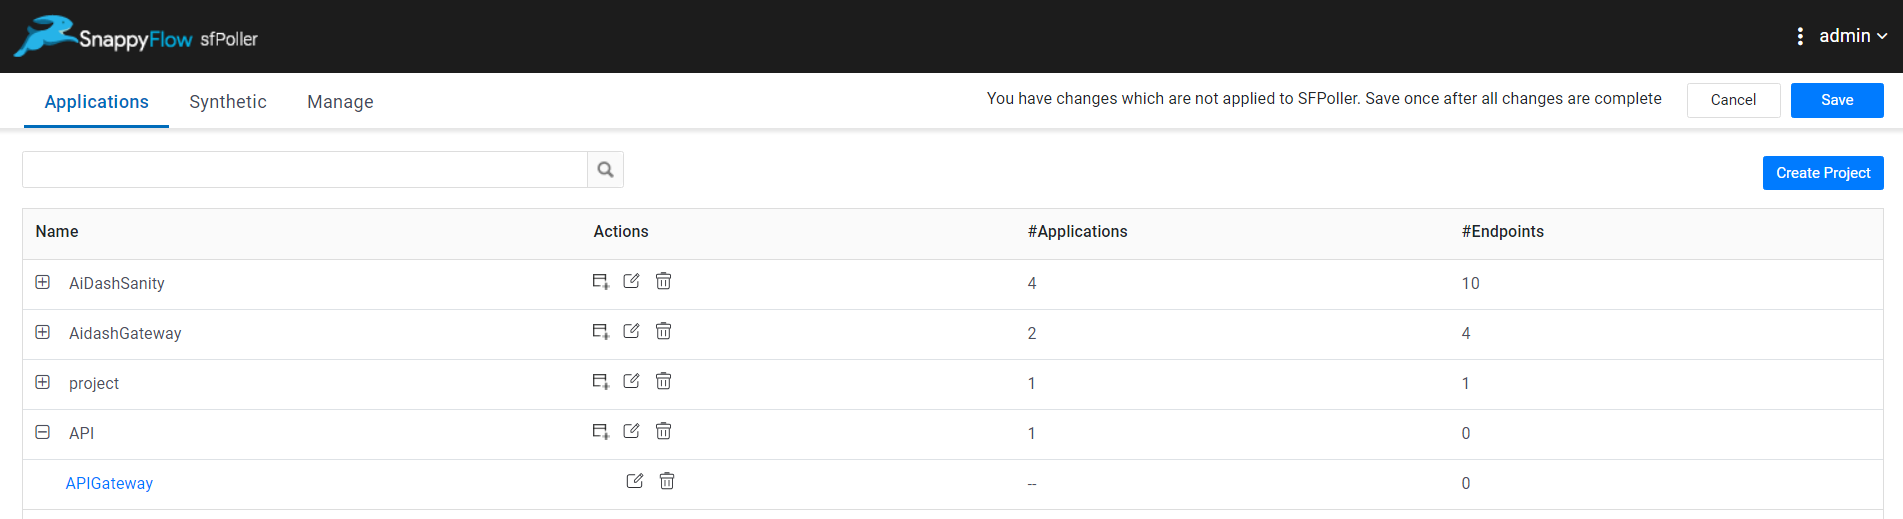 SnappyFlow sfPoller
admin
Applications Synthetic Manage
You have changes which are not applied to SFPoller. Save once after all changes are complete
Cancel
Save
Create Project
Name Actions #Applications #Endpoints
AiDashSanity 4 10
AidashGateway 2 4
project 1 1
API 1 0
APIGateway -- 0